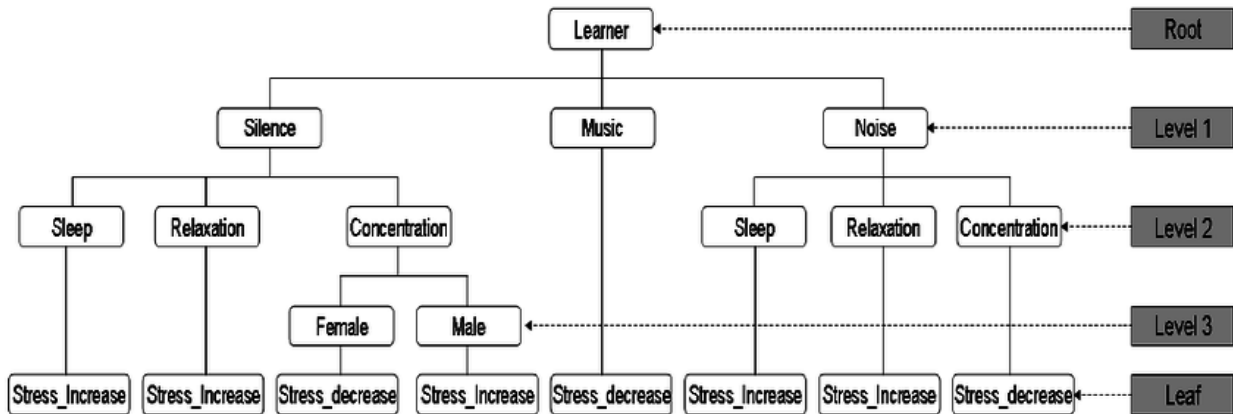 Learner
Root
Silence
Music
Noise
Level 1
Sleep
Relaxation
Concentration
Sleep
Relaxation
Concentration
Level 2
Female
Male
Level 3
Stress_Increase
Stress_Increase
Stress_decrease
Stress_Increase
Stress_decrease
Stress_Increase
Stress_Increase
Stress_decrease
Leaf